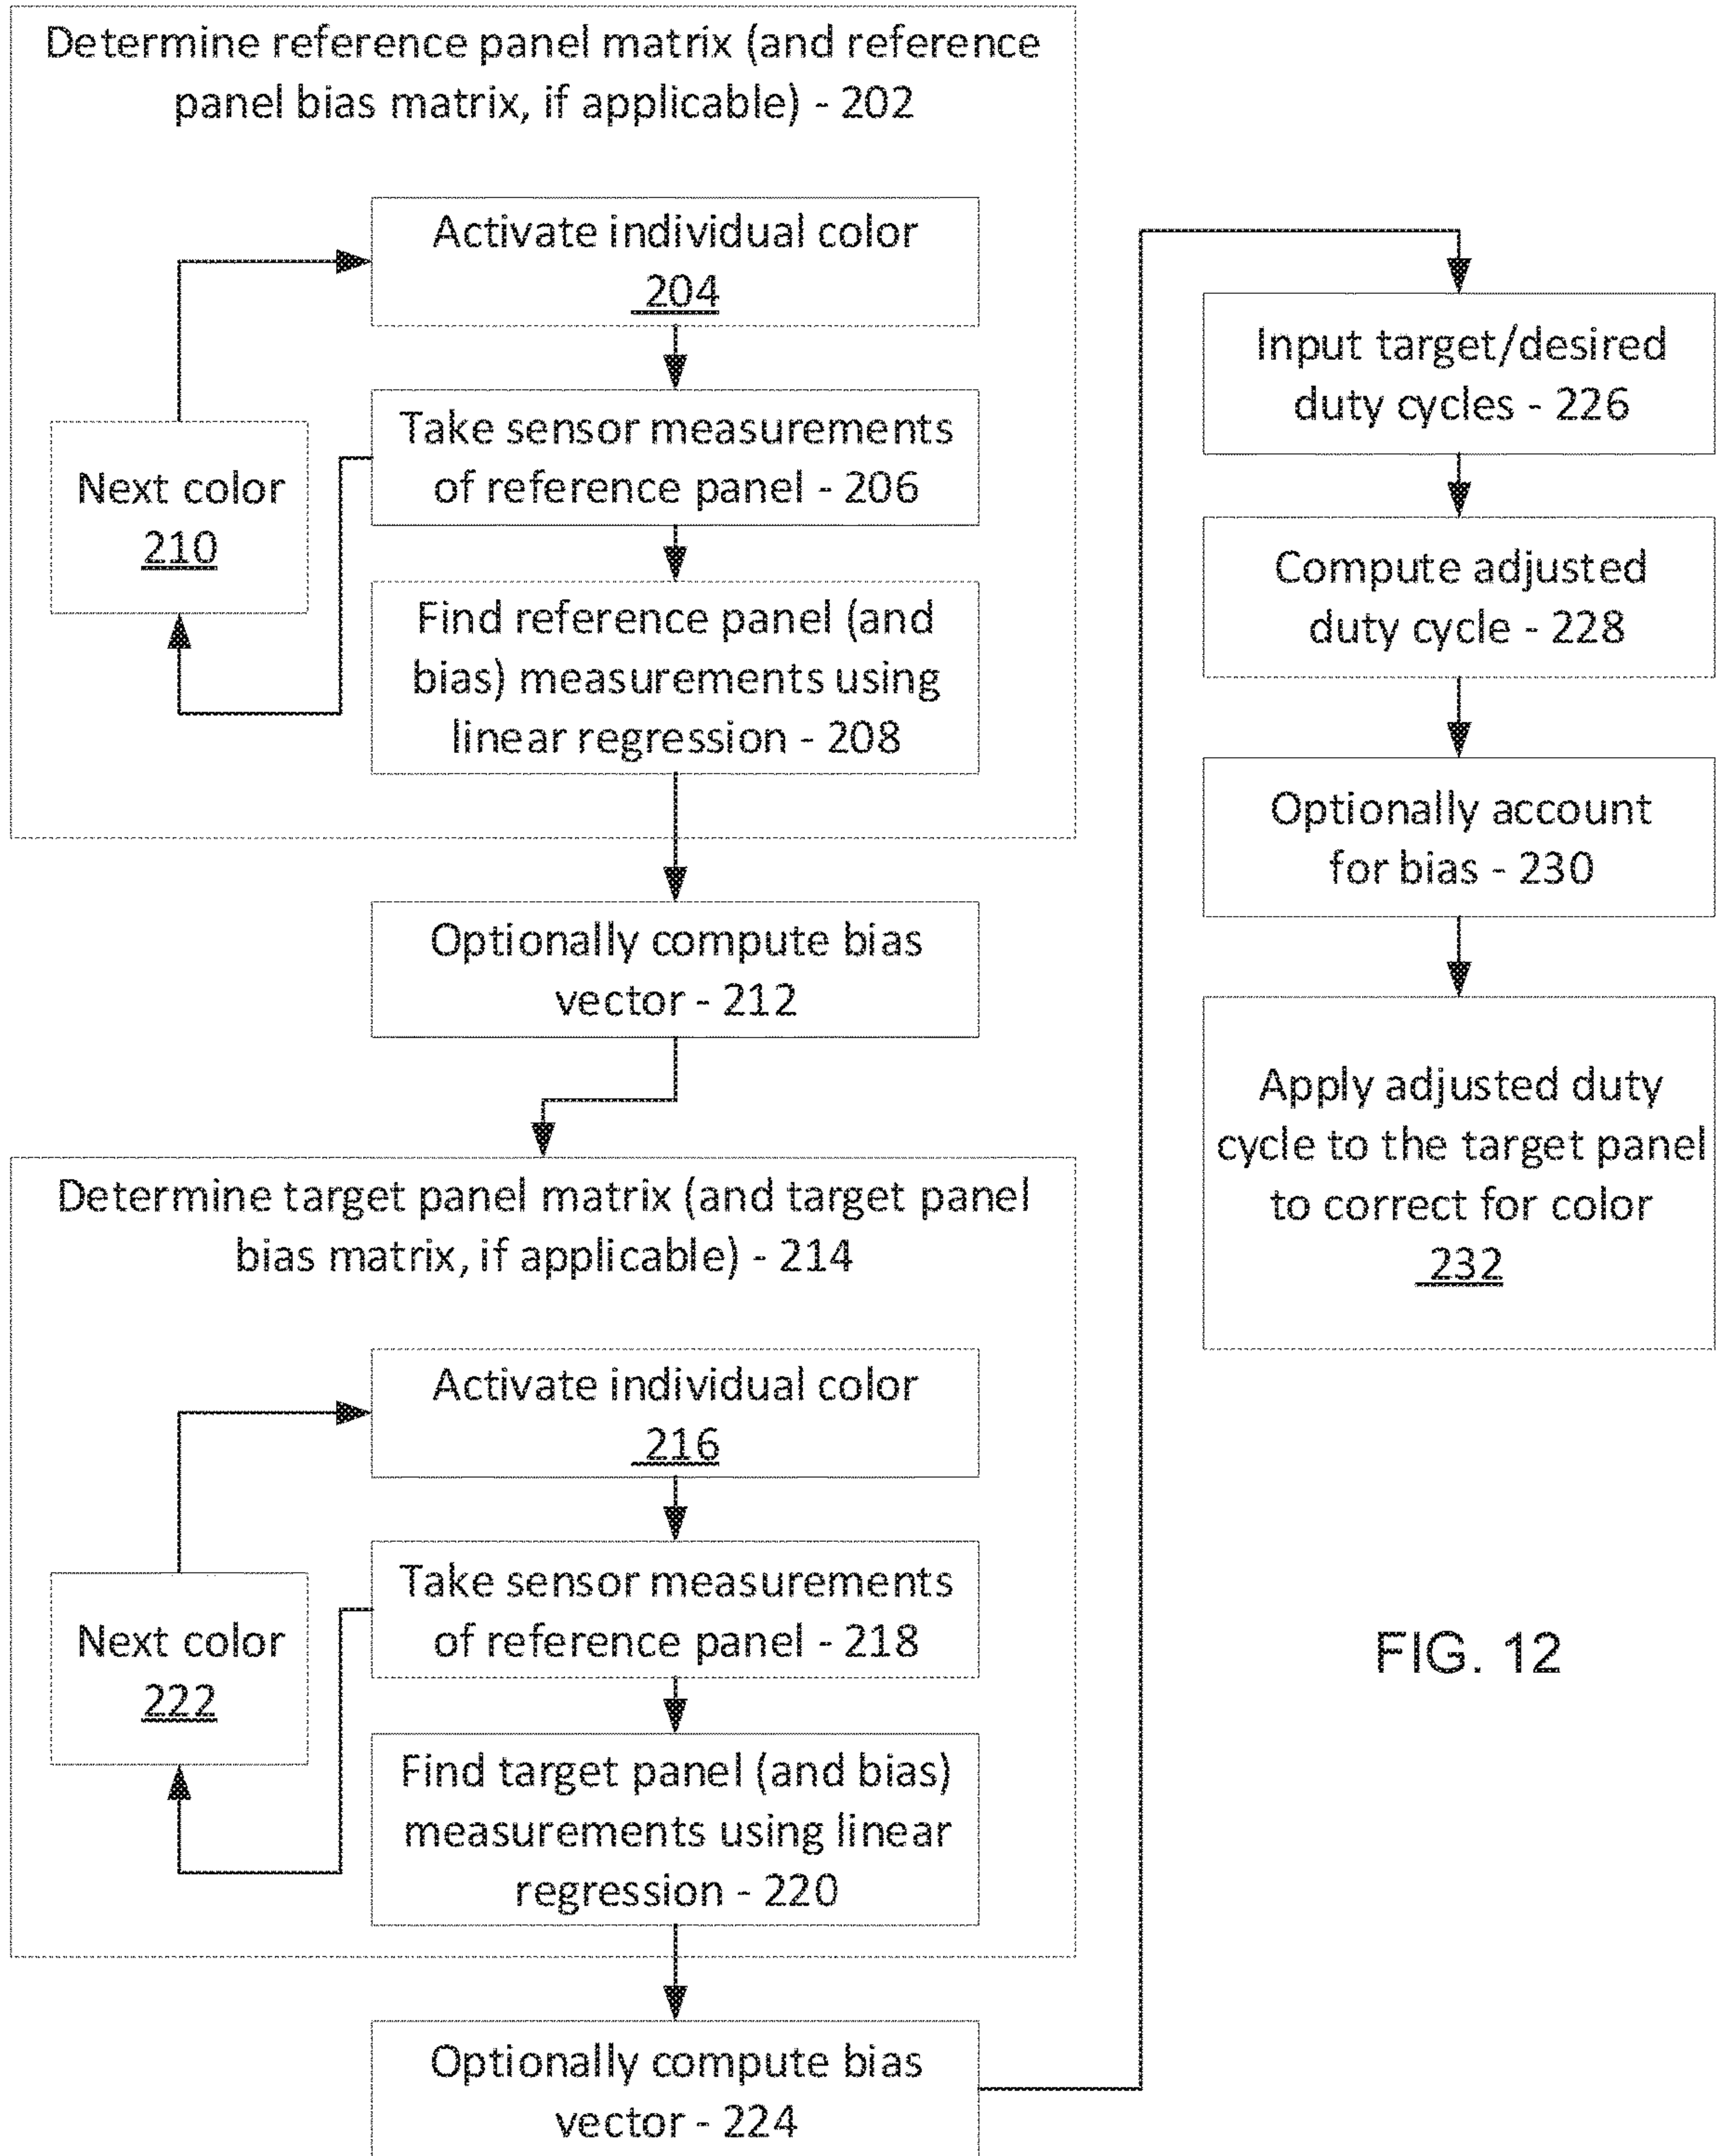 Determine reference panel matrix (and reference
panel bias matrix, if applicable) - 202
Activate individual color
204
Take sensor measurements
of reference panel - 206
Next color
210
Find reference panel (and
bias) measurements using
linear regression - 208
Optionally compute bias
vector - 212
Determine target panel matrix (and target panel
bias matrix, if applicable) - 214
Activate individual color
216
Take sensor measurements
of reference panel - 218
Next color
222
Find target panel (and bias)
measurements using linear
regression - 220
Optionally compute bias
vector - 224
Input target/desired
duty cycles - 226
Compute adjusted
duty cycle - 228
Optionally account
for bias - 230
Apply adjusted duty
cycle to the target panel
to correct for color
232
FIG. 12